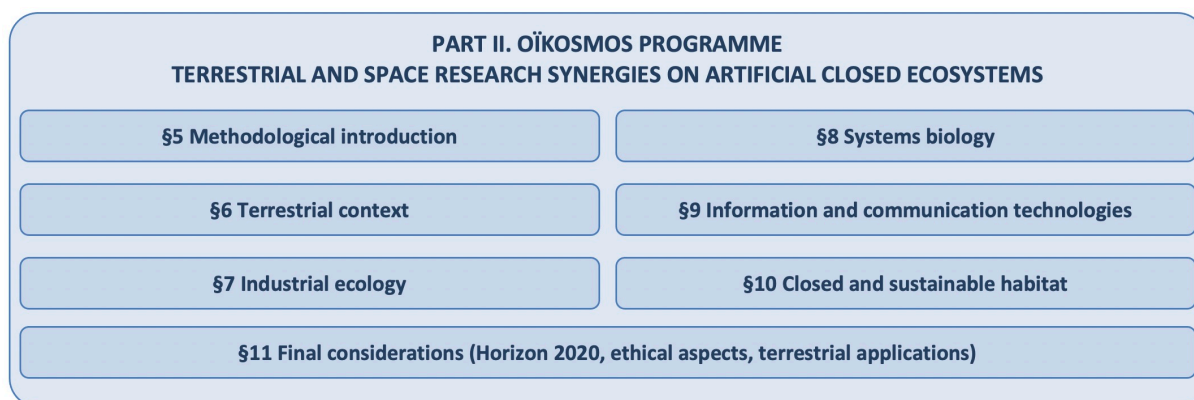 PART II. OÏKOSMOS PROGRAMME
TERRESTRIAL AND SPACE RESEARCH SYNERGIES ON ARTIFICIAL CLOSED ECOSYSTEMS
§5 Methodological introduction
§8 Systems biology
§6 Terrestrial context
§9 Information and communication technologies
§7 Industrial ecology
§10 Closed and sustainable habitat
§11 Final considerations (Horizon 2020, ethical aspects, terrestrial applications)